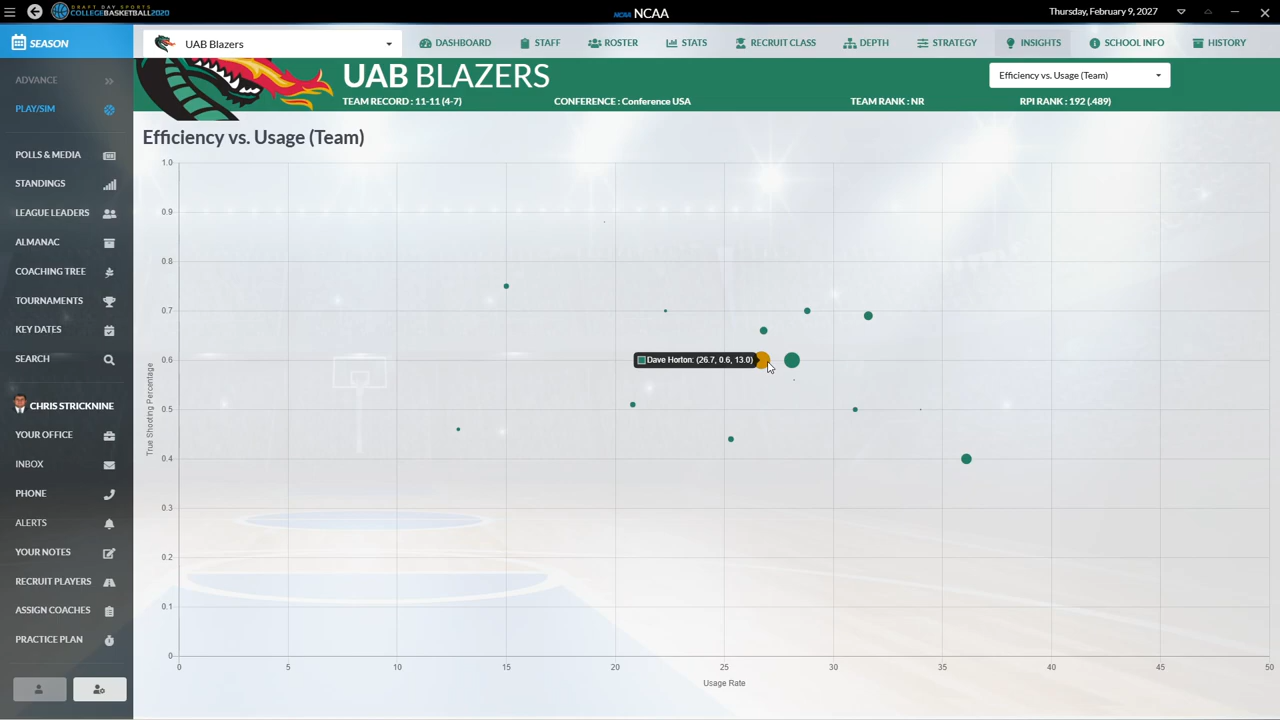 DRAFT DAY SPORTS
COLLEGEBASKETBALL2020
NCAA NCAA
Thursday, February 9, 2027
SEASON
UAB Blazers
DASHBOARD
STAFF
ROSTER
STATS
RECRUIT CLASS
DEPTH
STRATEGY
INSIGHTS
SCHOOL INFO
HISTORY
UAB BLAZERS
Efficiency vs. Usage (Team)
TEAM RECORD : 11-11 (4-7)
CONFERENCE : Conference USA
TEAM RANK : NR
RPI RANK : 192 (.489)
ADVANCE
PLAY/SIM
POLLS & MEDIA
STANDINGS
LEAGUE LEADERS
ALMANAC
COACHING TREE
TOURNAMENTS
KEY DATES
SEARCH
CHRIS STRICKNINE
YOUR OFFICE
INBOX
PHONE
ALERTS
YOUR NOTES
RECRUIT PLAYERS
ASSIGN COACHES
PRACTICE PLAN
Efficiency vs. Usage (Team)
1.0
0.9
0.8
0.7
0.6
0.5
0.4
0.3
0.2
0.1
0
True Shooting Percentage
Dave Horton: (26.7, 0.6, 13.0)
0 5 10 15 20 25 30 35 40 45 50
Usage Rate